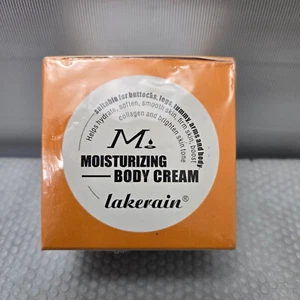 suitable for buttocks, legs, tummy, arms and body
Helps hydrate, soften, smooth skin, firm skin, boost
collagen and brighten skin tone
M
MOISTURIZING
BODY CREAM
lakerain®